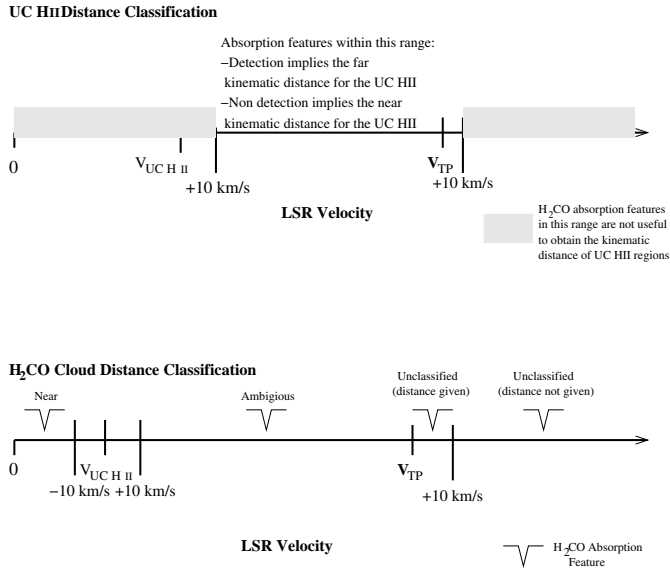 UC HII Distance Classification
Absorption features within this range:
−Detection implies the far
kinematic distance for the UC HII
−Non detection implies the near
kinematic distance for the UC HII
0
V UC H II
+10 km/s
V TP
+10 km/s
LSR Velocity
H2CO absorption features
in this range are not useful
to obtain the kinematic
distance of UC HII regions
H2CO Cloud Distance Classification
Near
Ambigious
Unclassified
(distance given)
Unclassified
(distance not given)
0
V UC H II
−10 km/s
+10 km/s
V TP
+10 km/s
LSR Velocity
H2CO Absorption
Feature